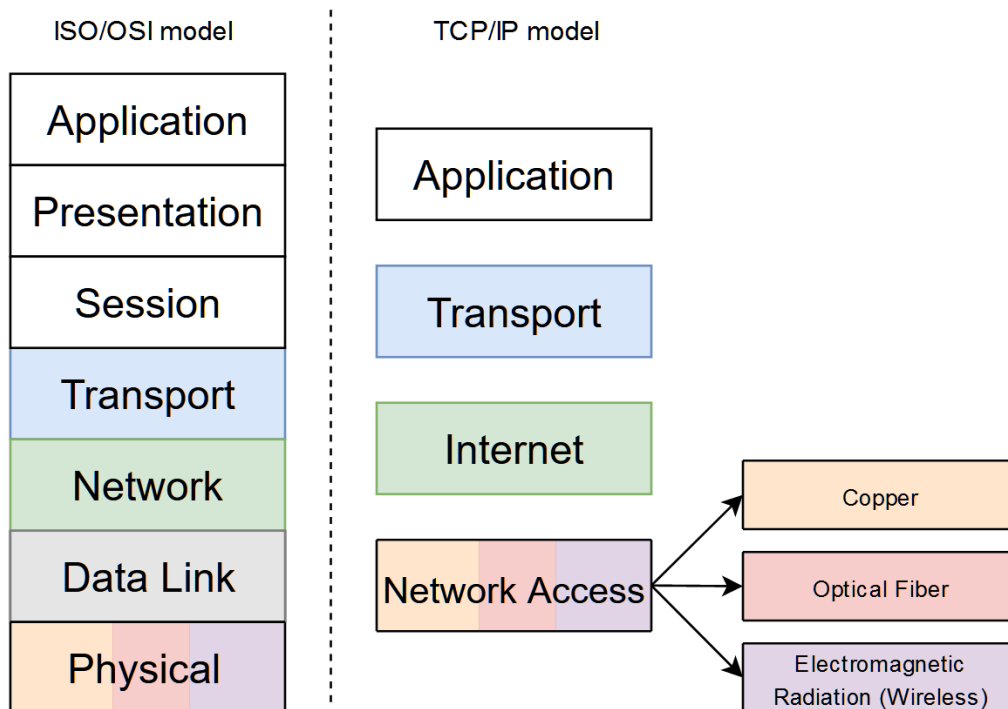 ISO/OSI model
Application
Presentation
Session
Transport
Network
Data Link
Physical
TCP/IP model
Application
Transport
Internet
Network Access
Copper
Optical Fiber
Electromagnetic
Radiation (Wireless)